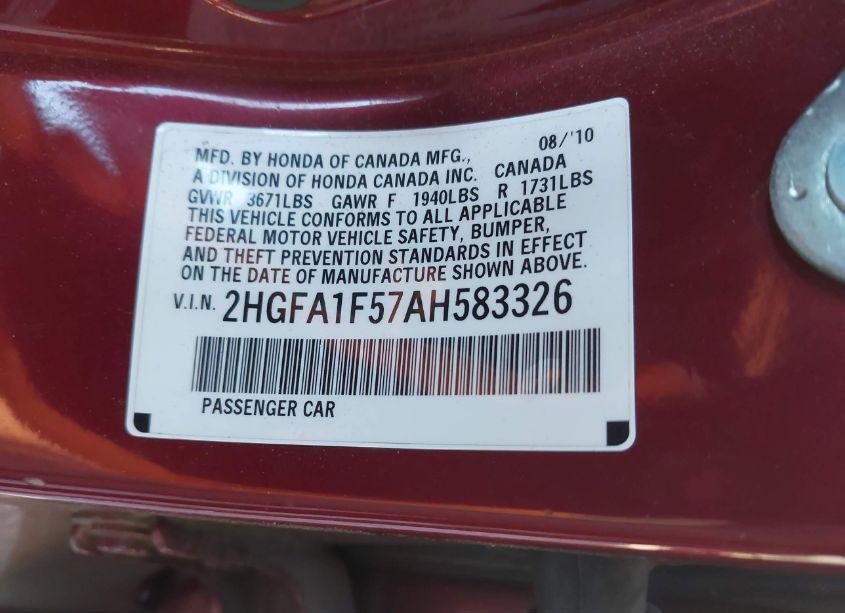 08/'10
MFD. BY HONDA OF CANADA MFG.,
A DIVISION OF HONDA CANADA INC. CANADA
GVWR 3671LBS GAWR F 1940LBS R 1731LBS
THIS VEHICLE CONFORMS TO ALL APPLICABLE
FEDERAL MOTOR VEHICLE SAFETY, BUMPER,
AND THEFT PREVENTION STANDARDS IN EFFECT
ON THE DATE OF MANUFACTURE SHOWN ABOVE.
V.I.N. 2HGFA1F57AH583326
PASSENGER CAR